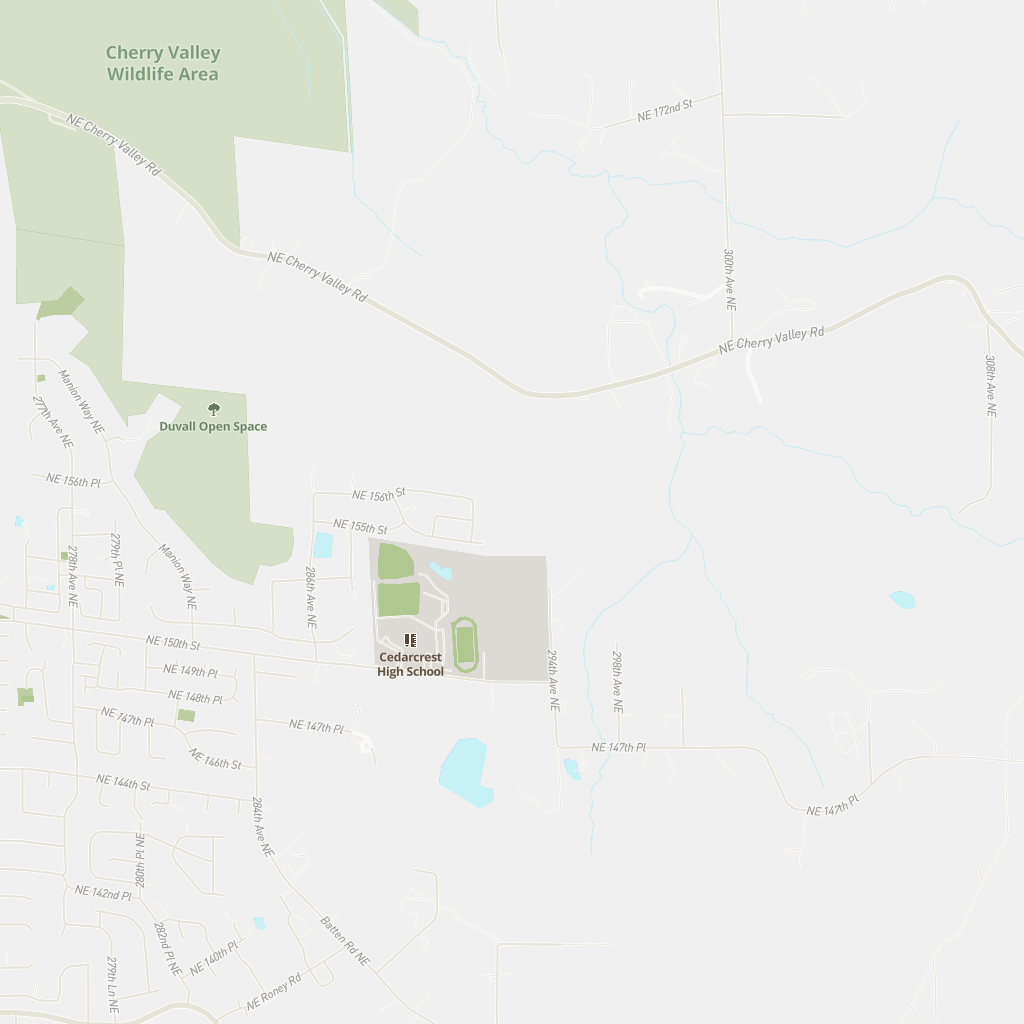 Cherry Valley
Wildlife Area
NE Cherry Valley Rd
NE 172nd St
300th Ave NE
NE Cherry Valley Rd
NE Cherry Valley Rd
308th Ave NE
Manion Way NE
277th Ave NE
Duvall Open Space
NE 156th Pl
NE 156th St
NE 155th St
279th Pl NE
278th Ave NE
Manion Way NE
286th Ave NE
NE 150th St
Cedarcrest
High School
NE 149th Pl
294th Ave NE
298th Ave NE
NE 148th Pl
NE 147th Pl
NE 147th Pl
NE 147th Pl
NE 146th St
NE 144th St
NE 147th Pl
284th Ave NE
280th Pl NE
NE 142nd Pl
282nd Pl NE
NE 140th Pl
Batten Rd NE
279th Ln NE
NE Roney Rd